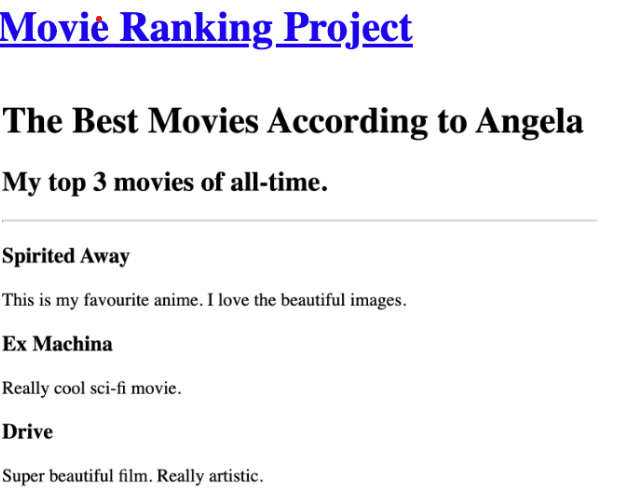 Movie Ranking Project
The Best Movies According to Angela
My top 3 movies of all-time.
Spirited Away
This is my favourite anime. I love the beautiful images.
Ex Machina
Really cool sci-fi movie.
Drive
Super beautiful film. Really artistic.